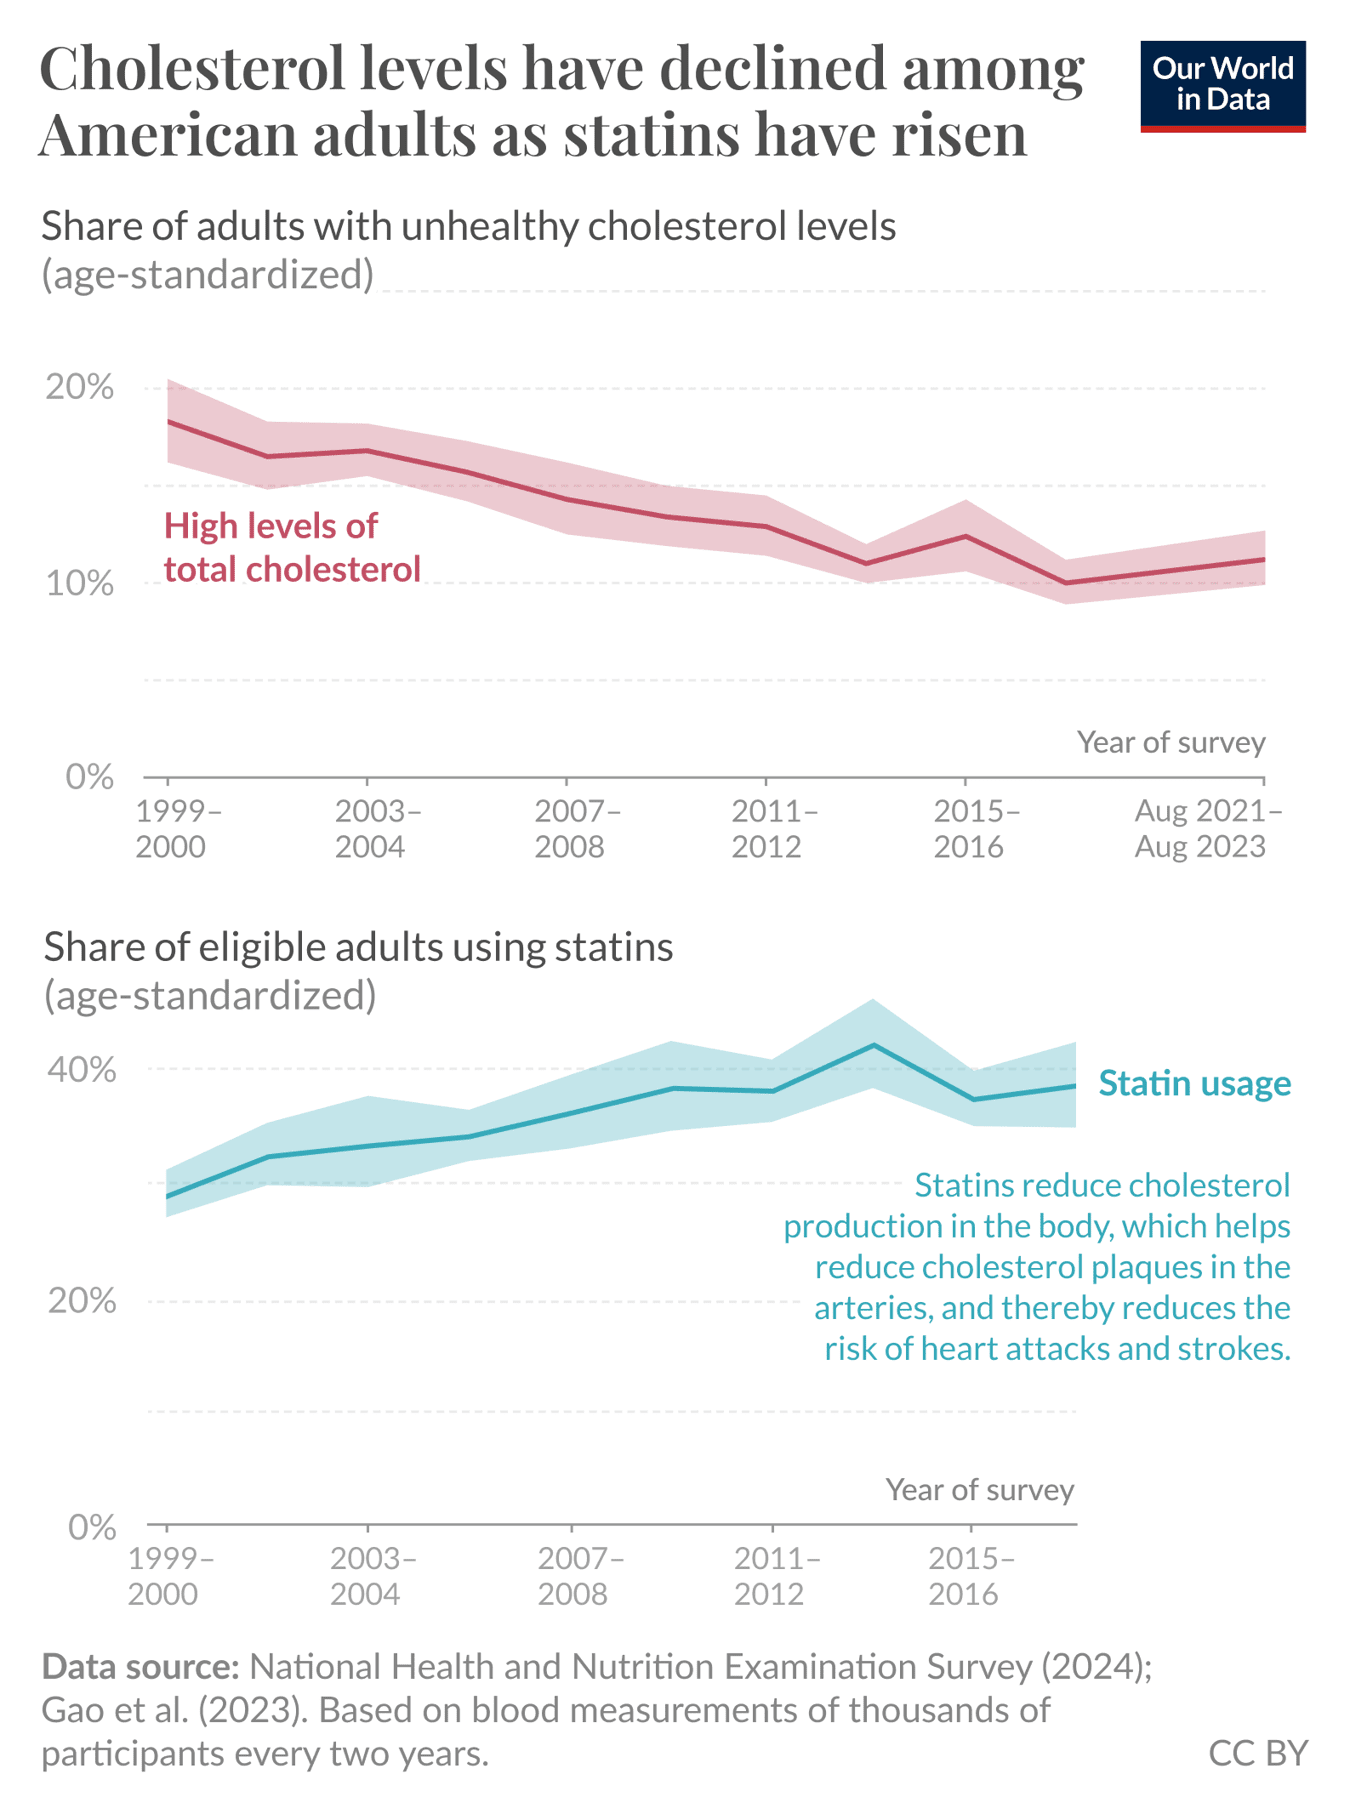 Cholesterol levels have declined among
American adults as statins have risen
Our World
in Data
Share of adults with unhealthy cholesterol levels
(age-standardized)
20%
High levels of
total cholesterol
10%
Year of survey
0%
1999–
2000
2003–
2004
2007–
2008
2011–
2012
2015–
2016
Aug 2021–
Aug 2023
Share of eligible adults using statins
(age-standardized)
40%
Statin usage
Statins reduce cholesterol
production in the body, which helps
reduce cholesterol plaques in the
arteries, and thereby reduces the
risk of heart attacks and strokes.
20%
Year of survey
0%
1999–
2000
2003–
2004
2007–
2008
2011–
2012
2015–
2016
Data source: National Health and Nutrition Examination Survey (2024);
Gao et al. (2023). Based on blood measurements of thousands of
participants every two years.
CC BY